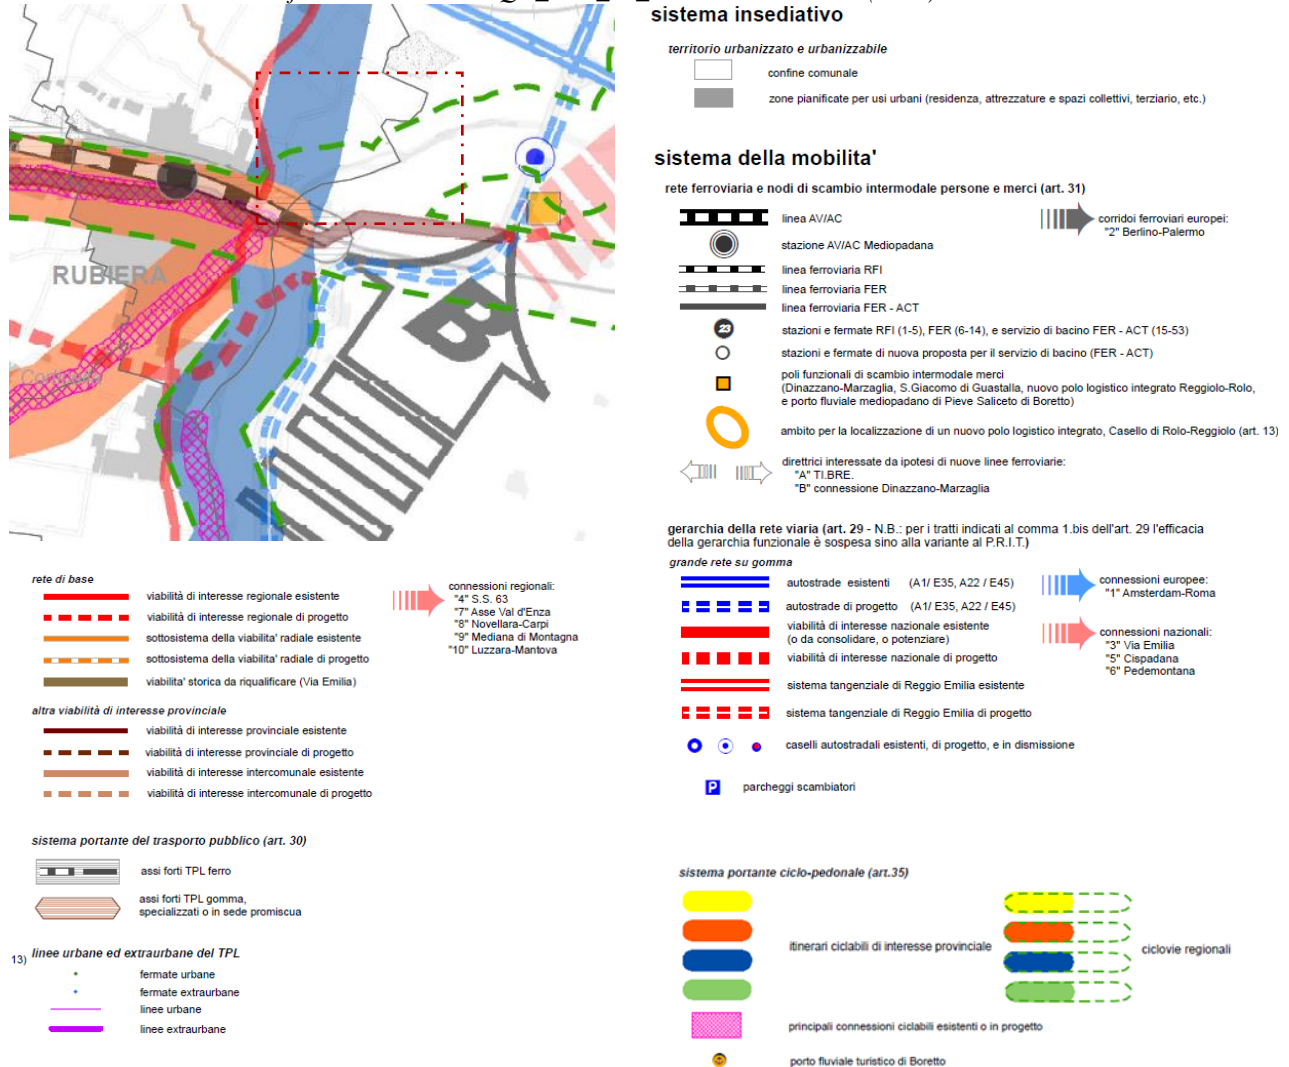 RUBIERA
B
sistema insediativo
territorio urbanizzato e urbanizzabile
confine comunale
zone pianificate per usi urbani (residenza, attrezzature e spazi collettivi, terziario, etc.)
sistema della mobilita'
rete ferroviaria e nodi di scambio intermodale persone e merci (art. 31)
linea AV/AC
stazione AV/AC Mediopadana
linea ferroviaria RFI
linea ferroviaria FER
linea ferroviaria FER - ACT
23
stazioni e fermate RFI (1-5), FER (6-14), e servizio di bacino FER - ACT (15-53)
stazioni e fermate di nuova proposta per il servizio di bacino (FER - ACT)
poli funzionali di scambio intermodale merci
(Dinazzano-Marzaglia, S.Giacomo di Guastalla, nuovo polo logistico integrato Reggiolo-Rolo,
e porto fluviale mediopadano di Pieve Saliceto di Boretto)
ambito per la localizzazione di un nuovo polo logistico integrato, Casello di Rolo-Reggiolo (art. 13)
direttrici interessate da ipotesi di nuove linee ferroviarie:
"A" TI.BRE.
"B" connessione Dinazzano-Marzaglia
corridoi ferroviari europei:
"2" Berlino-Palermo
gerarchia della rete viaria (art. 29 - N.B.: per i tratti indicati al comma 1.bis dell'art. 29 l'efficacia
della gerarchia funzionale è sospesa sino alla variante al P.R.I.T.)
grande rete su gomma
autostrade esistenti (A1/ E35, A22 / E45)
autostrade di progetto (A1/ E35, A22 / E45)
viabilità di interesse nazionale esistente
(o da consolidare, o potenziare)
viabilità di interesse nazionale di progetto
sistema tangenziale di Reggio Emilia esistente
sistema tangenziale di Reggio Emilia di progetto
caselli autostradali esistenti, di progetto, e in dismissione
P
parcheggi scambiatori
connessioni europee:
"1" Amsterdam-Roma
connessioni nazionali:
"3" Via Emilia
"5" Cispadana
"6" Pedemontana
rete di base
viabilità di interesse regionale esistente
viabilità di interesse regionale di progetto
sottosistema della viabilita' radiale esistente
sottosistema della viabilita' radiale di progetto
viabilita' storica da riqualificare (Via Emilia)
connessioni regionali:
"4" S.S. 63
"7" Asse Val d'Enza
"8" Novellara-Carpi
"9" Mediana di Montagna
"10" Luzzara-Mantova
altra viabilità di interesse provinciale
viabilità di interesse provinciale esistente
viabilità di interesse provinciale di progetto
viabilità di interesse intercomunale esistente
viabilità di interesse intercomunale di progetto
sistema portante del trasporto pubblico (art. 30)
assi forti TPL ferro
assi forti TPL gomma,
specializzati o in sede promiscua
13)
linee urbane ed extraurbane del TPL
fermate urbane
fermate extraurbane
linee urbane
linee extraurbane
sistema portante ciclo-pedonale (art.35)
itinerari ciclabili di interesse provinciale
ciclovie regionali
principali connessioni ciclabili esistenti o in progetto
porto fluviale turistico di Boretto